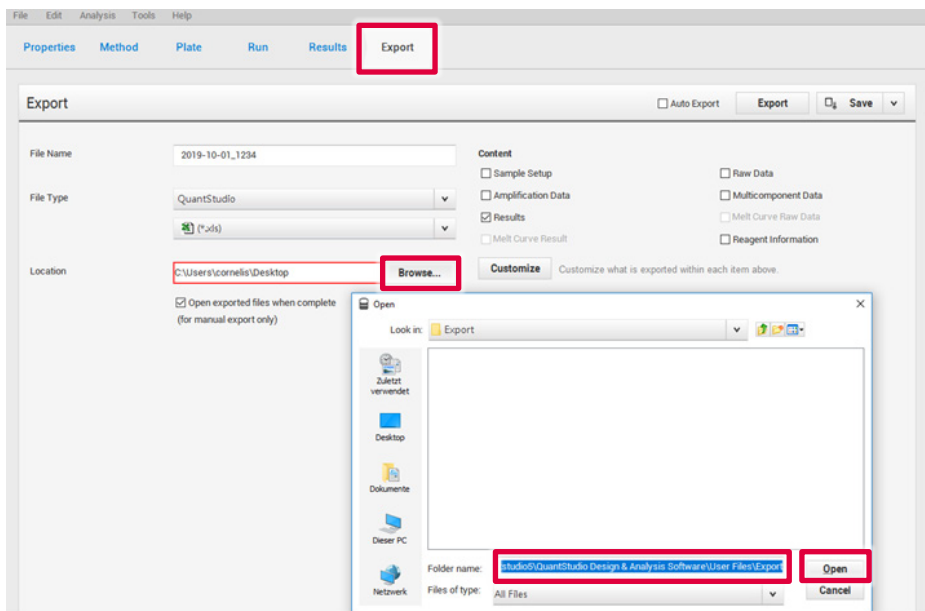 File Edit Analysis Tools Help
Properties Method Plate Run Results Export
Export
Auto Export Export Save
File Name
2019-10-01_1234
Content
Sample Setup Raw Data
File Type
QuantStudio
Amplification Data Multicomponent Data
(*.xls)
Results Melt Curve Raw Data
Melt Curve Result Reagent Information
Location
C:\Users\cornelis\Desktop
Browse...
Customize Customize what is exported within each item above.
Open exported files when complete
(for manual export only)
Open
Look in: Export
Zuletzt
verwendet
Desktop
Dokumente
Dieser PC
Netzwerk
Folder name: studio5\QuantStudio Design & Analysis Software\User Files\Export Open
Files of type: All Files Cancel